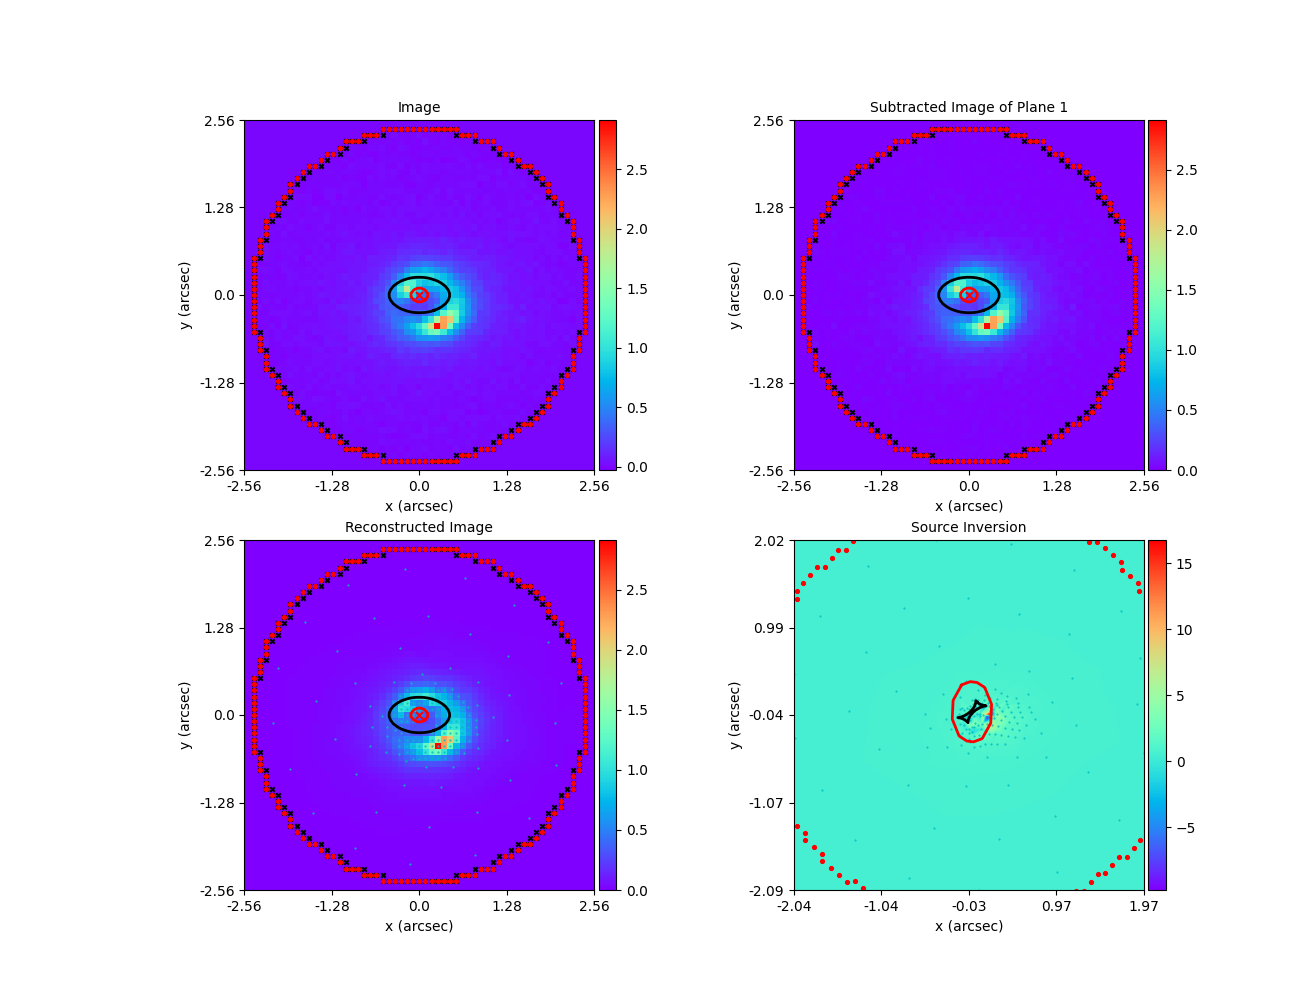 Image
2.56
1.28
0.0
-1.28
-2.56
y (arcsec)
-2.56 -1.28 0.0 1.28 2.56
x (arcsec)
2.5
2.0
1.5
1.0
0.5
0.0
Subtracted Image of Plane 1
2.56
1.28
0.0
-1.28
-2.56
y (arcsec)
-2.56 -1.28 0.0 1.28 2.56
x (arcsec)
2.5
2.0
1.5
1.0
0.5
0.0
Reconstructed Image
2.56
1.28
0.0
-1.28
-2.56
y (arcsec)
-2.56 -1.28 0.0 1.28 2.56
x (arcsec)
2.5
2.0
1.5
1.0
0.5
0.0
Source Inversion
2.02
0.99
-0.04
-1.07
-2.09
y (arcsec)
-2.04 -1.04 -0.03 0.97 1.97
x (arcsec)
15
10
5
0
−5